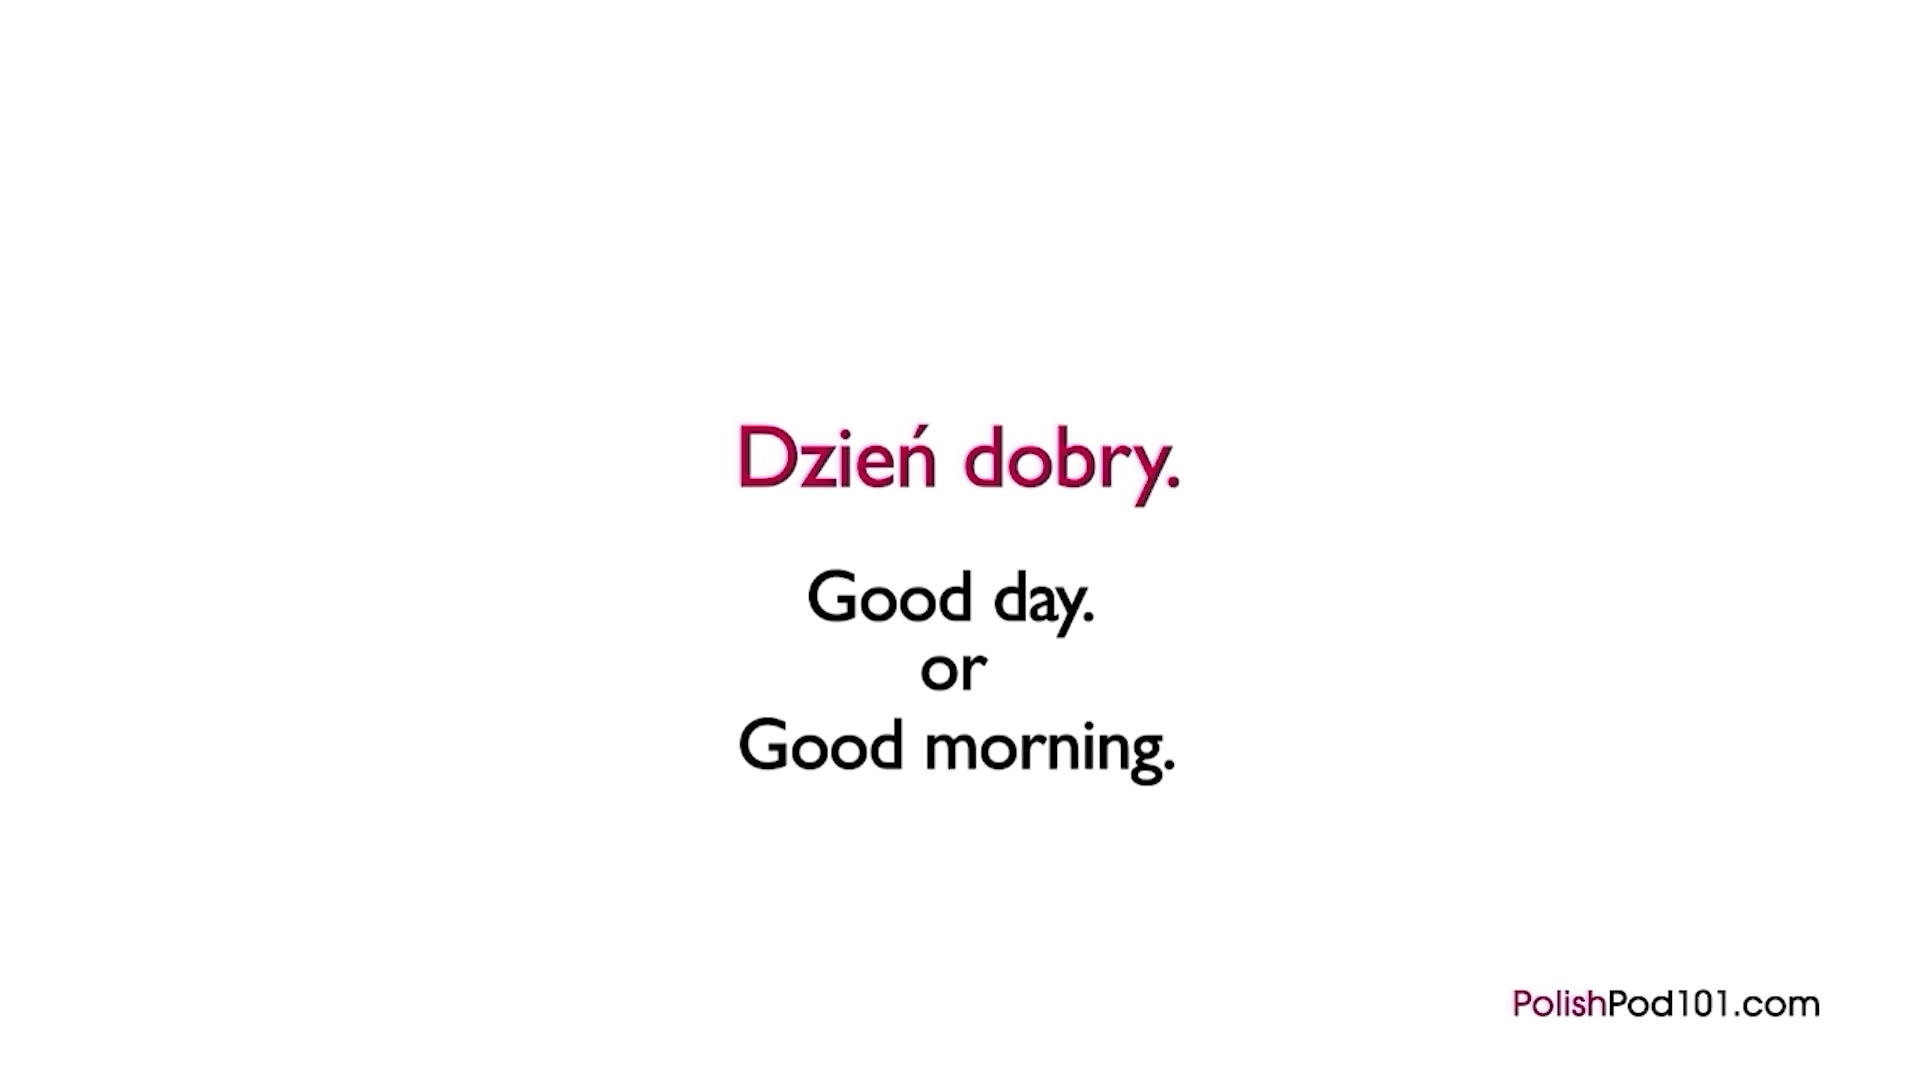 Dzień dobry.
Good day.
or
Good morning.
PolishPod101.com